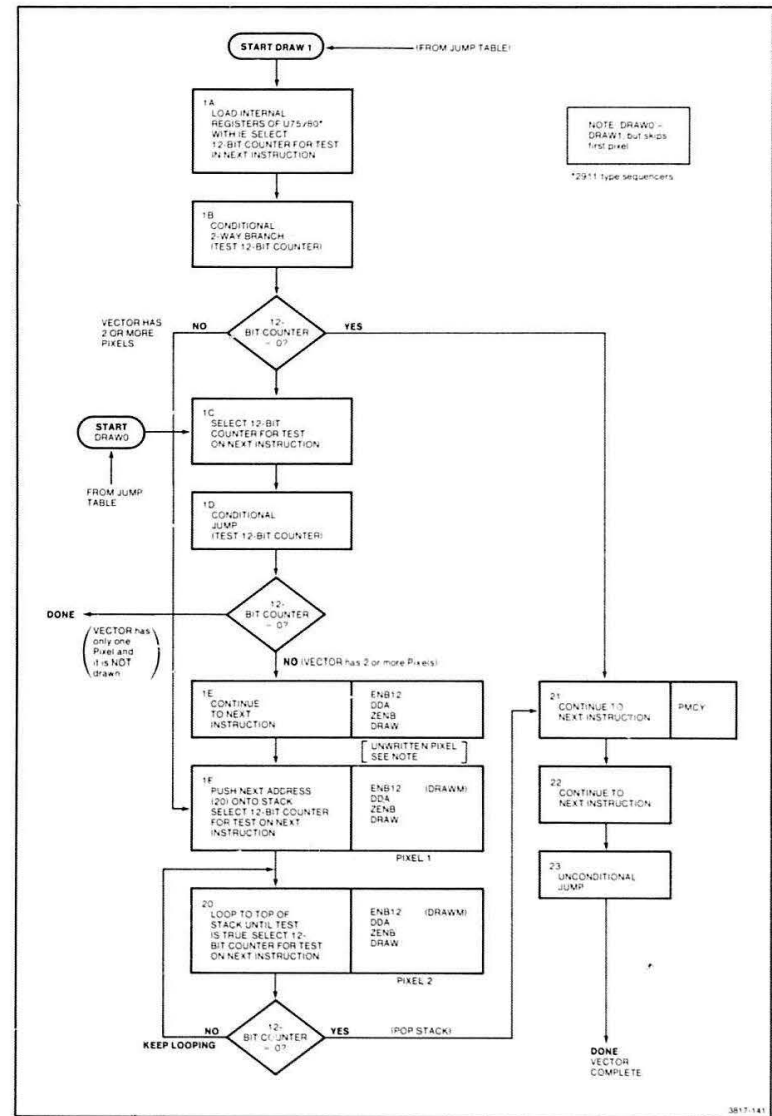 START DRAW 1
(FROM JUMP TABLE)
1A
LOAD INTERNAL
REGISTERS OF U75/80*
WITH IE. SELECT
12-BIT COUNTER FOR TEST
IN NEXT INSTRUCTION
NOTE: DRAW0 =
DRAW1, but skips
first pixel
*2911 type sequencers
1B
CONDITIONAL
2-WAY BRANCH
(TEST 12-BIT COUNTER)
VECTOR HAS
2 OR MORE
PIXELS
NO
12-
BIT COUNTER
= 0?
YES
1C
SELECT 12-BIT
COUNTER FOR TEST
ON NEXT INSTRUCTION
START
DRAW0
FROM JUMP
TABLE
1D
CONDITIONAL
JUMP
(TEST 12-BIT COUNTER)
DONE
12-
BIT COUNTER
= 0?
(VECTOR has
only one
Pixel and
it is NOT
drawn)
NO (VECTOR has 2 or more Pixels)
1E
CONTINUE
TO NEXT
INSTRUCTION
ENB12
DDA
ZENB
DRAW
[UNWRITTEN PIXEL
SEE NOTE]
21
CONTINUE TO
NEXT INSTRUCTION
PMCY
1F
PUSH NEXT ADDRESS
(20) ONTO STACK
SELECT 12-BIT COUNTER
FOR TEST ON NEXT
INSTRUCTION
ENB12 (DRAWM)
DDA
ZENB
DRAW
PIXEL 1
22
CONTINUE TO
NEXT INSTRUCTION
23
UNCONDITIONAL
JUMP
20
LOOP TO TOP OF
STACK UNTIL TEST
IS TRUE. SELECT 12-
BIT COUNTER FOR TEST
ON NEXT INSTRUCTION
ENB12 (DRAWM)
DDA
ZENB
DRAW
PIXEL 2
NO
KEEP LOOPING
12-
BIT COUNTER
= 0?
YES
(POP STACK)
DONE
VECTOR
COMPLETE
3817-141